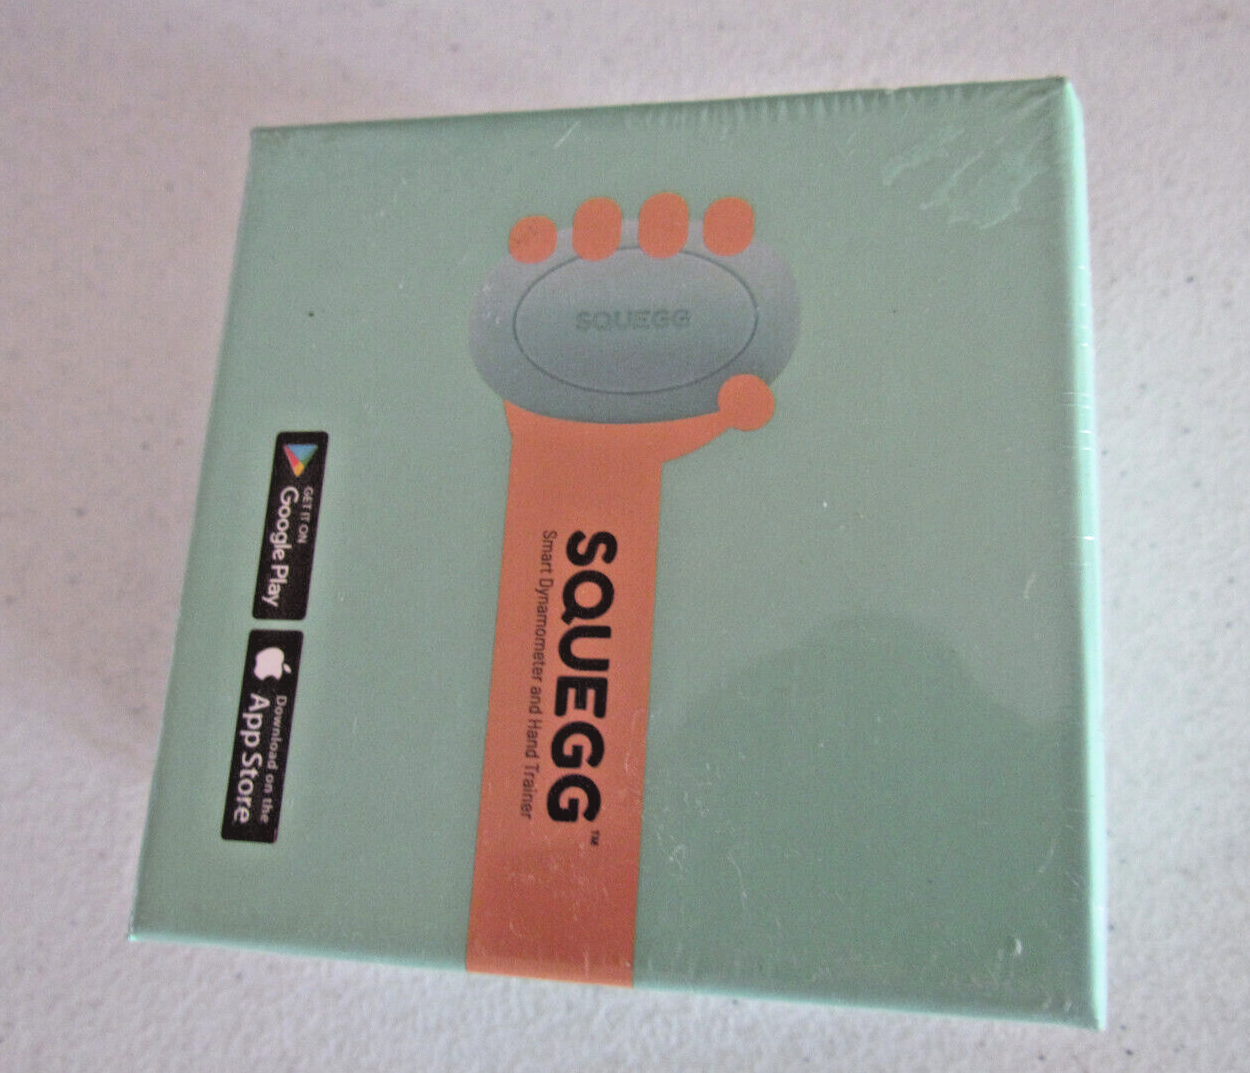 SQUEGG
SQUEGG™
Smart Dynamometer and Hand Trainer
GET IT ON
Google Play
Download on the
App Store